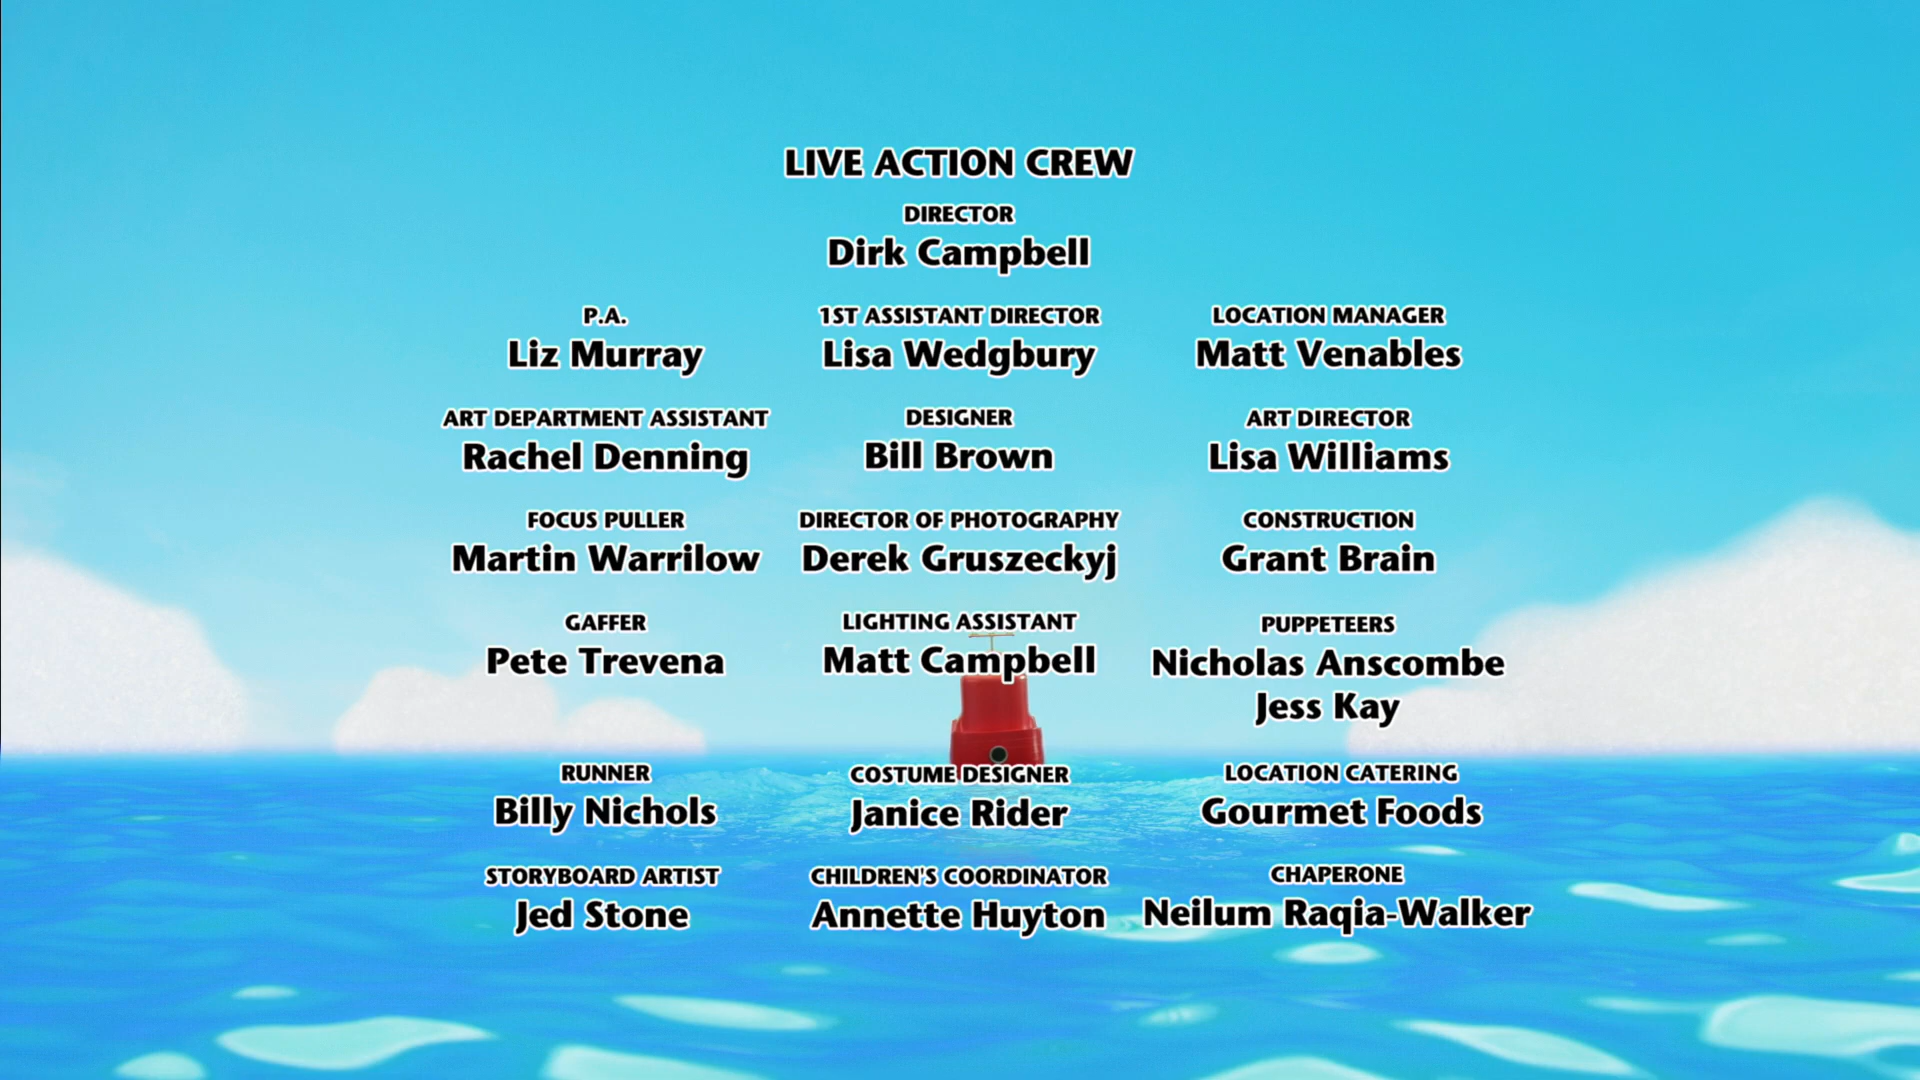 LIVE ACTION CREW
DIRECTOR
Dirk Campbell
P.A.
Liz Murray
1ST ASSISTANT DIRECTOR
Lisa Wedgbury
LOCATION MANAGER
Matt Venables
ART DEPARTMENT ASSISTANT
Rachel Denning
DESIGNER
Bill Brown
ART DIRECTOR
Lisa Williams
FOCUS PULLER
Martin Warrilow
DIRECTOR OF PHOTOGRAPHY
Derek Gruszeckyj
CONSTRUCTION
Grant Brain
GAFFER
Pete Trevena
LIGHTING ASSISTANT
Matt Campbell
PUPPETEERS
Nicholas Anscombe
Jess Kay
RUNNER
Billy Nichols
COSTUME DESIGNER
Janice Rider
LOCATION CATERING
Gourmet Foods
STORYBOARD ARTIST
Jed Stone
CHILDREN'S COORDINATOR
Annette Huyton
CHAPERONE
Neilum Raqia-Walker